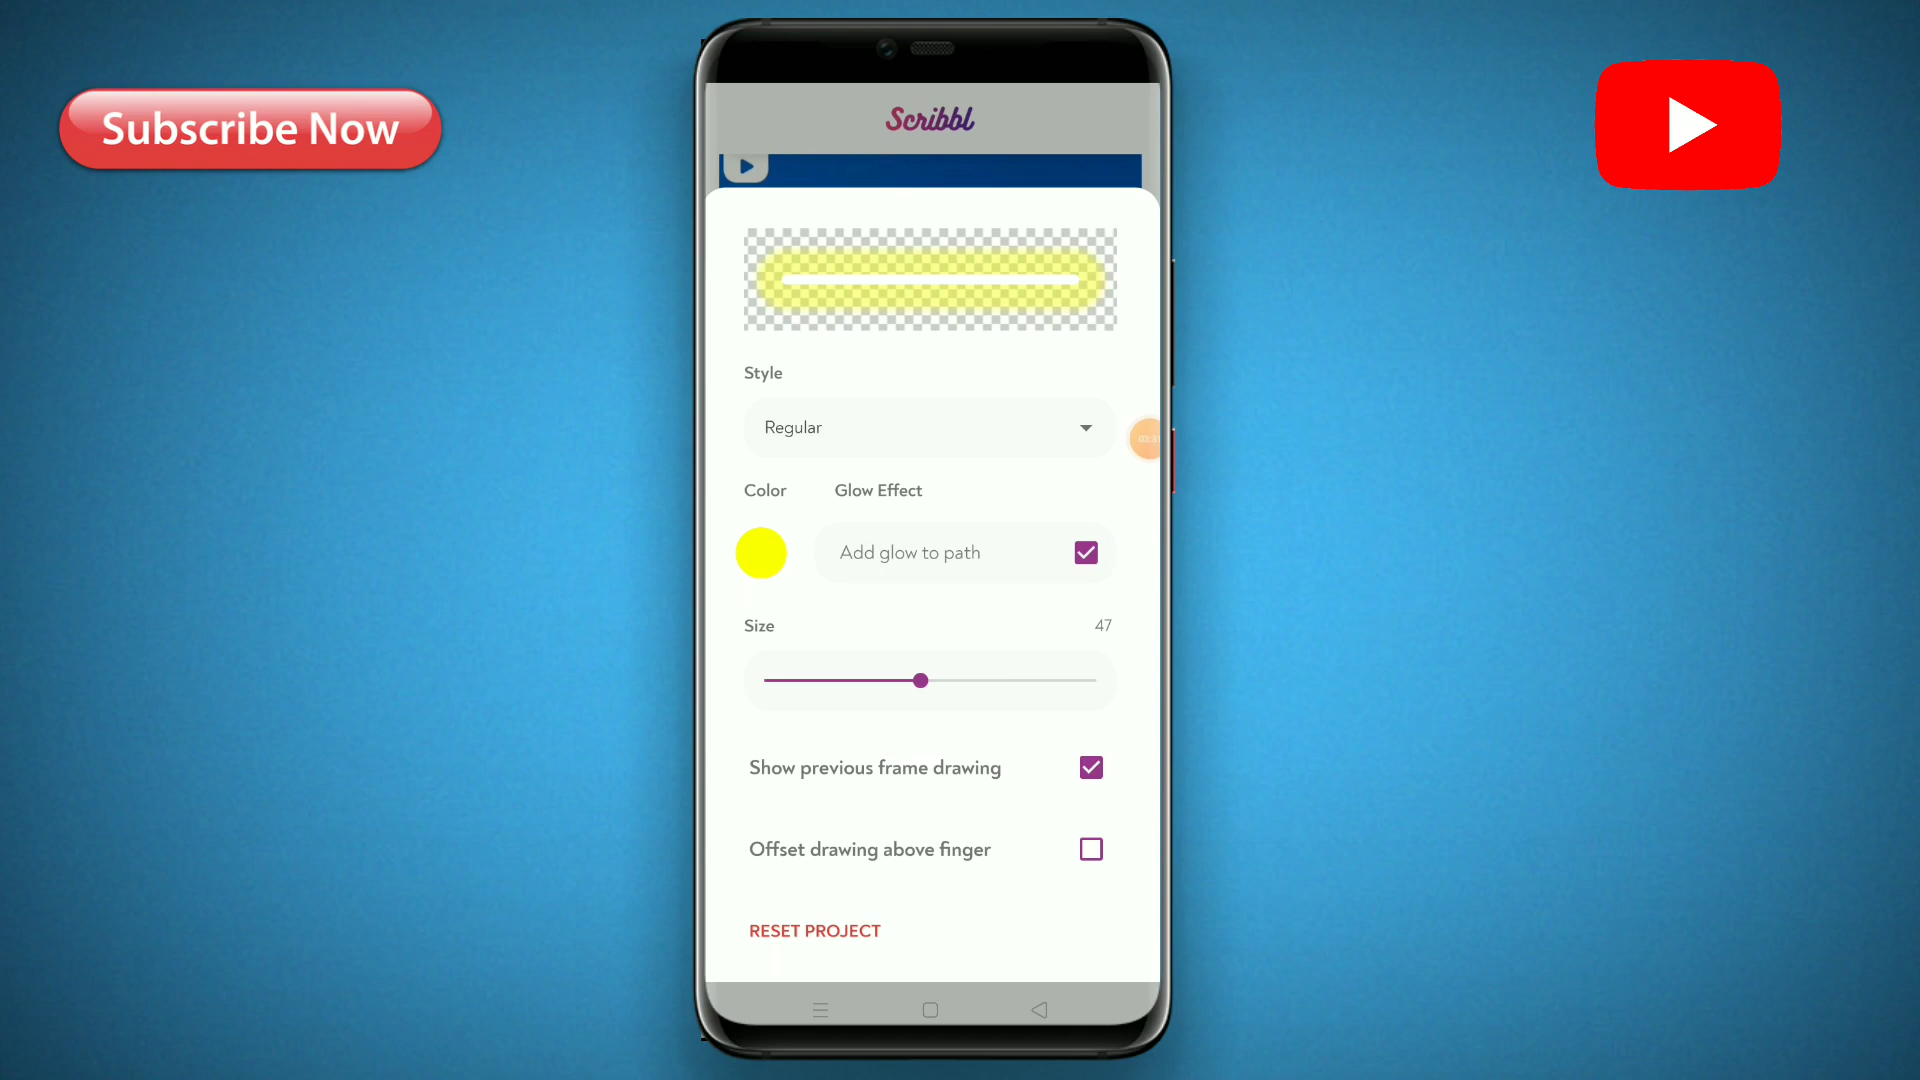 Subscribe Now
Scribbl
Style
Regular
Color
Glow Effect
Add glow to path
Size
47
Show previous frame drawing
Offset drawing above finger
RESET PROJECT